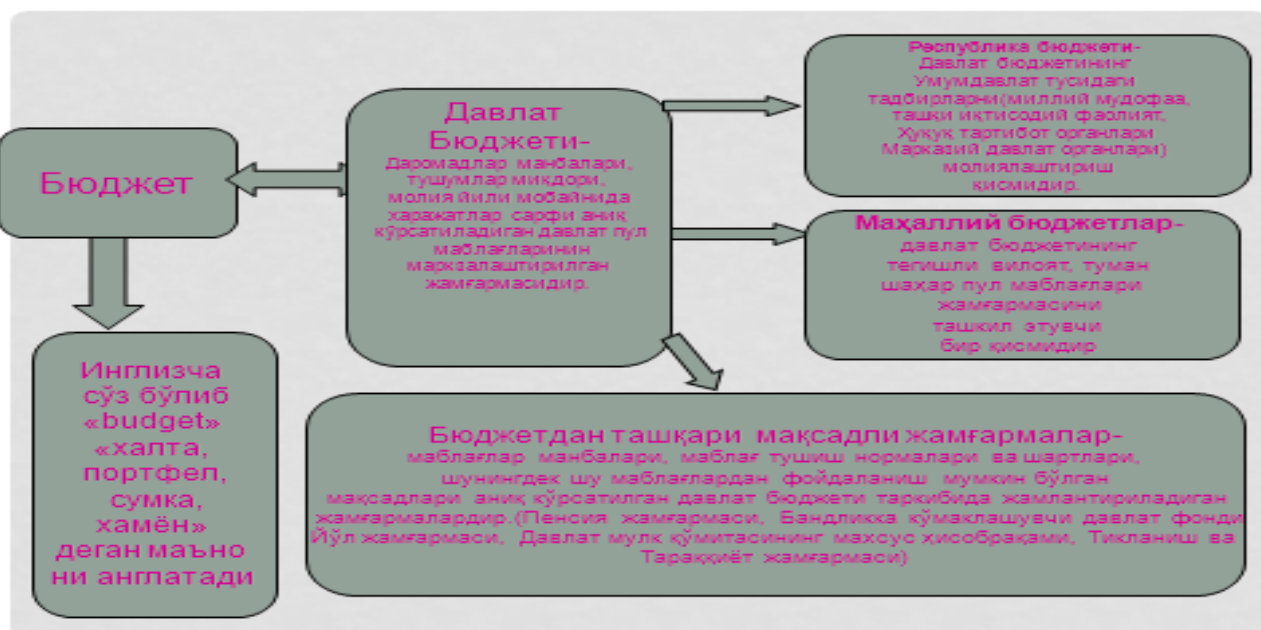 Бюджет
Инглизча
сўз бўлиб
«budget»
«халта,
портфел,
сумка,
хамён»
деган маъно
ни англатади
Давлат
Бюджети-
Даромадлар манбалари,
тушумлар миқдори,
молия йили мобайнида
харажатлар сарфи аниқ
кўрсатиладиган давлат пул
маблағларинин
марказлаштирилган
жамғармасидир.
Республика бюджети-
Давлат бюджетининг
Умумдавлат тусидаги
тадбирларни(миллий мудофаа,
ташқи иқтисодий фаолият,
Ҳуқуқ тартибот органлари
Марказий давлат органлари)
молиялаштириш
қисмидир.
Маҳаллий бюджетлар-
давлат бюджетининг
тегишли вилоят, туман
шаҳар пул маблағлари
жамғармасини
ташкил этувчи
бир қисмидир
Бюджетдан ташқари мақсадли жамғармалар-
маблағлар манбалари, маблағ тушиш нормалари ва шартлари,
шунингдек шу маблағлардан фойдаланиш мумкин бўлган
мақсадлари аниқ кўрсатилган давлат бюджети таркибида жамлантириладиган
жамғармалардир.(Пенсия жамғармаси, Бандликка кўмаклашувчи давлат фонди
Йўл жамғармаси, Давлат мулк қўмитасининг махсус ҳисобрақами, Тикланиш ва
Тараққиёт жамғармаси)